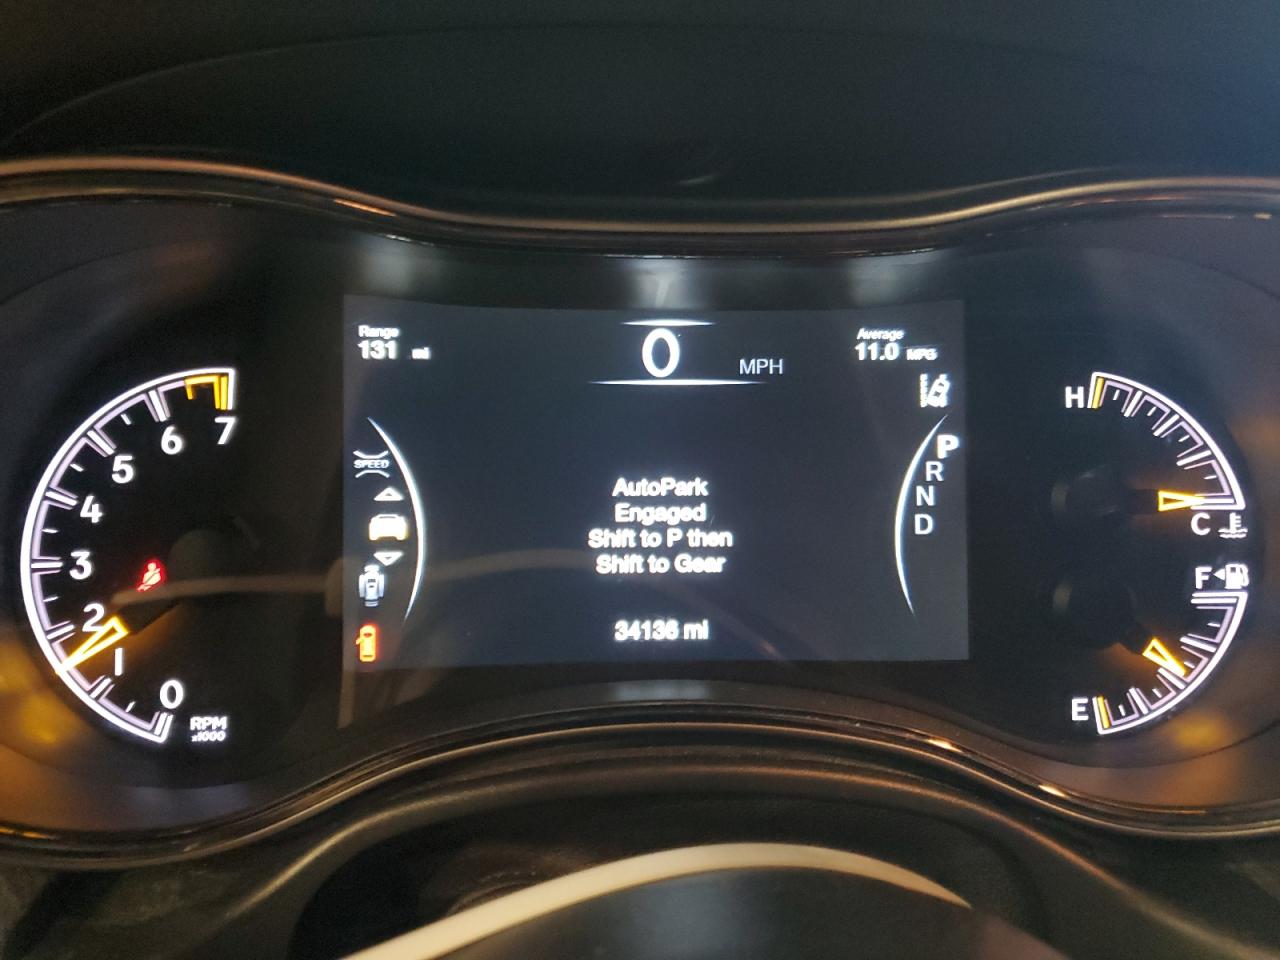 Range
131 mi
0 MPH
Average
11.0 MPG
SPEED
P
R
N
D
AutoPark
Engaged
Shift to P then
Shift to Gear
34136 mi
7
6
5
4
3
2
1
0
RPM
x1000
H
C
F
E